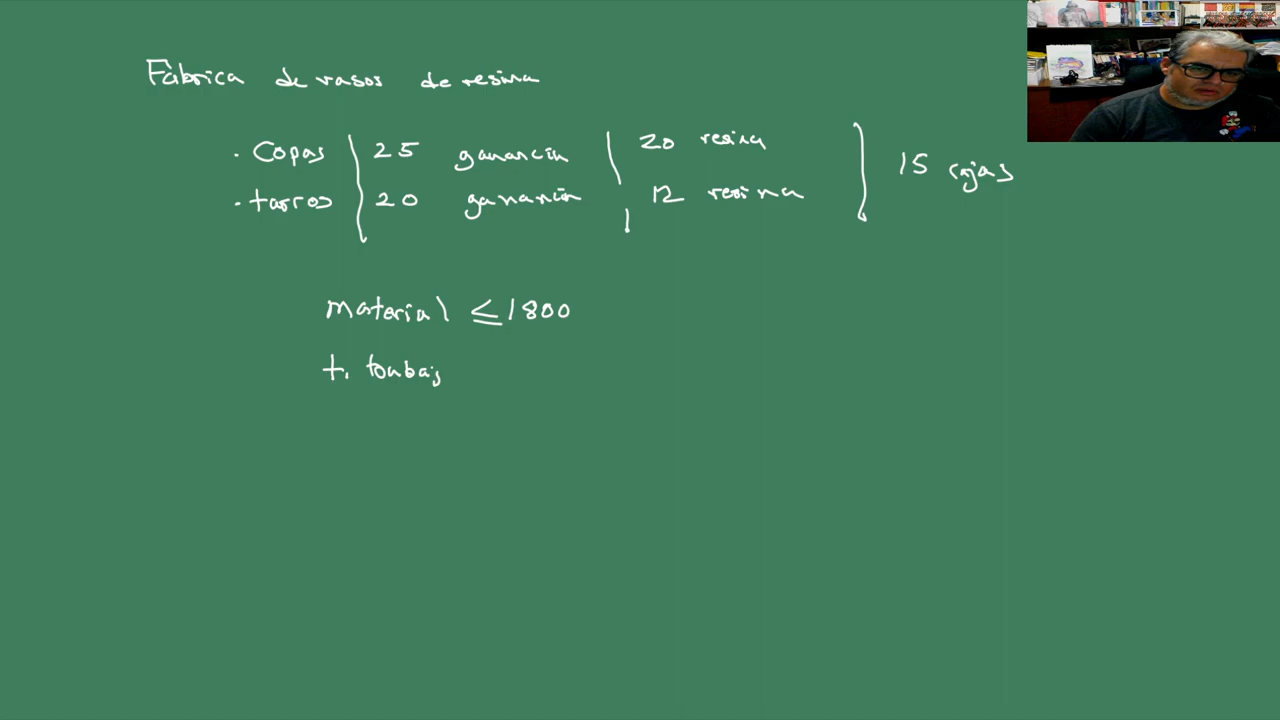 Fábrica de vasos de resina
· Copas 25 ganancia 20 resina
15 cajas
· tarros 20 ganancia 12 resina
material ≤ 1800
t. trabaj